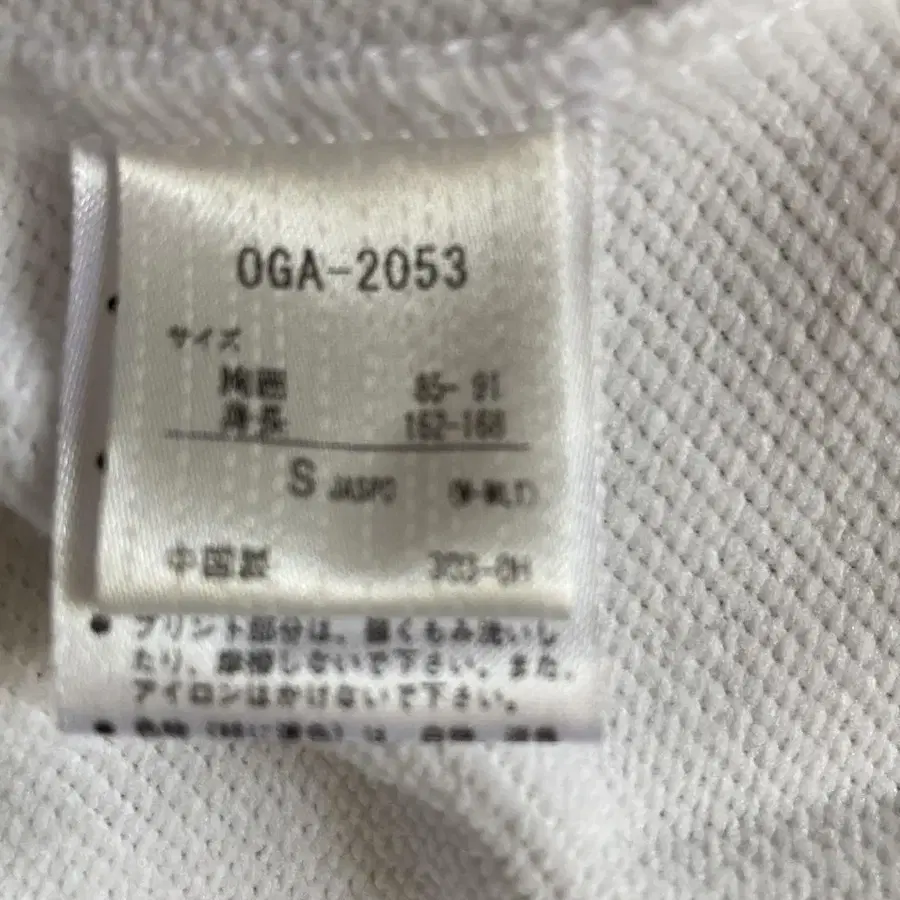 OGA-2053
サイズ
胸囲 85- 91
身長 162-168
S JASPO (M-WLT)
中国製
プリント部分は、強くもみ洗いし
たり、摩擦しないで下さい。また、
アイロンはかけないで下さい。